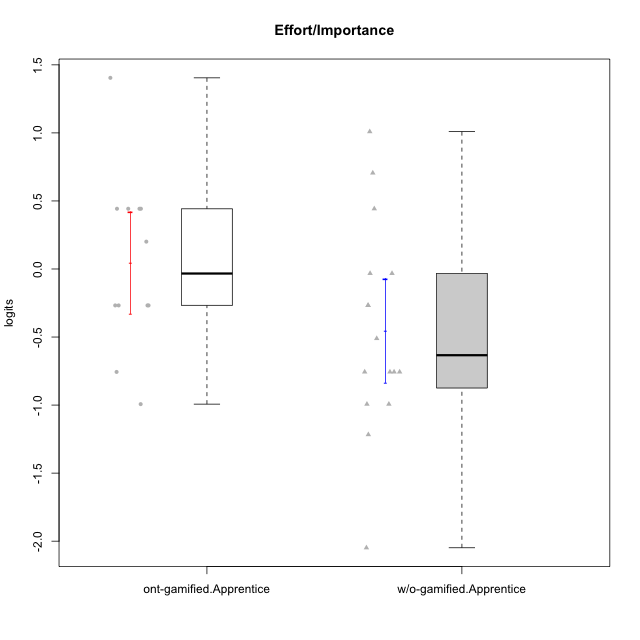 Effort/Importance
1.5
1.0
0.5
0.0
-0.5
-1.0
-1.5
-2.0
logits
ont-gamified.Apprentice
w/o-gamified.Apprentice